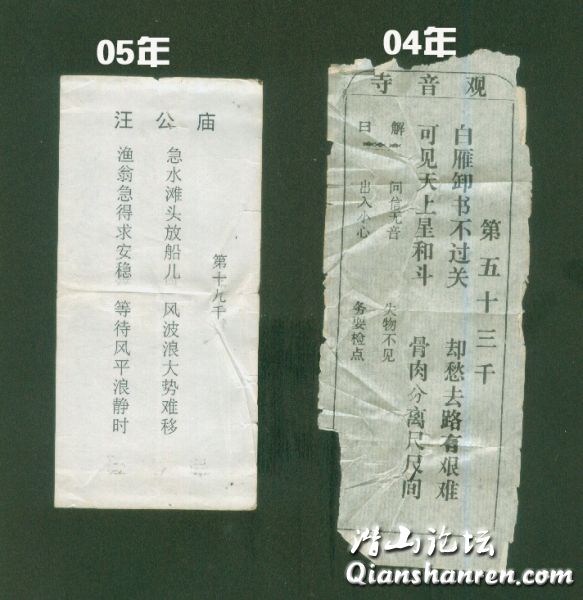 05年
汪公庙
第十九千
急水滩头放船儿 风波浪大势难移
渔翁急得求安稳 等待风平浪静时
04年
观音寺
第五十三千
白雁卸书不过关 却愁去路有艰难
可见天上星和斗 骨肉分离尺尺间
解曰
问信无音 失物不见
出入小心 务要检点
潜山论坛
Qianshanren.com